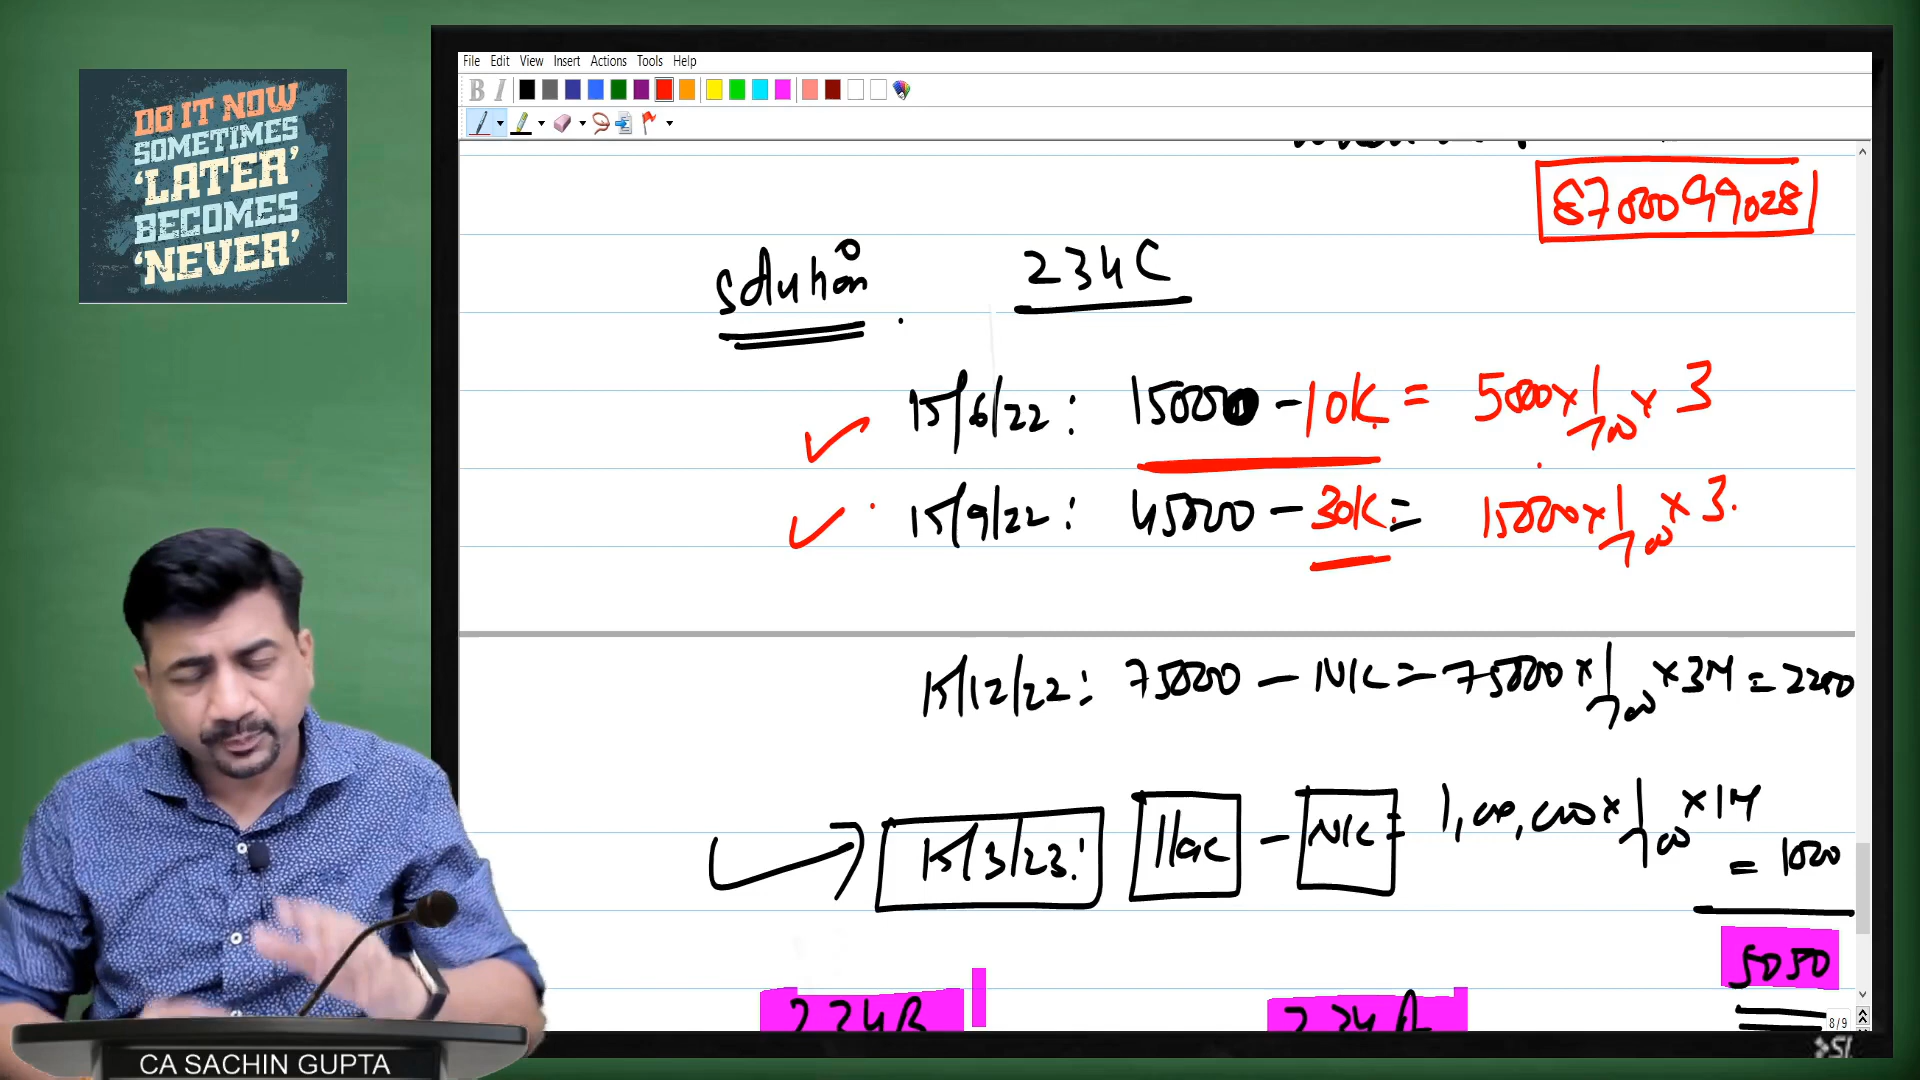 DO IT NOW
SOMETIMES
'LATER'
BECOMES
'NEVER'
File Edit View Insert Actions Tools Help
B I
8700099028
Solution 234C
15/6/22: 15000 - 10K = 5000 × 1/100 × 3
15/9/22: 45000 - 30K = 15000 × 1/100 × 3
15/12/22: 75000 - NIL = 75000 × 1/100 × 3M = 2250
15/3/23: 1 lac - NIL = 1,00,000 × 1/100 × 1M
= 1000
5050
234B 234A
8/9
CA SACHIN GUPTA